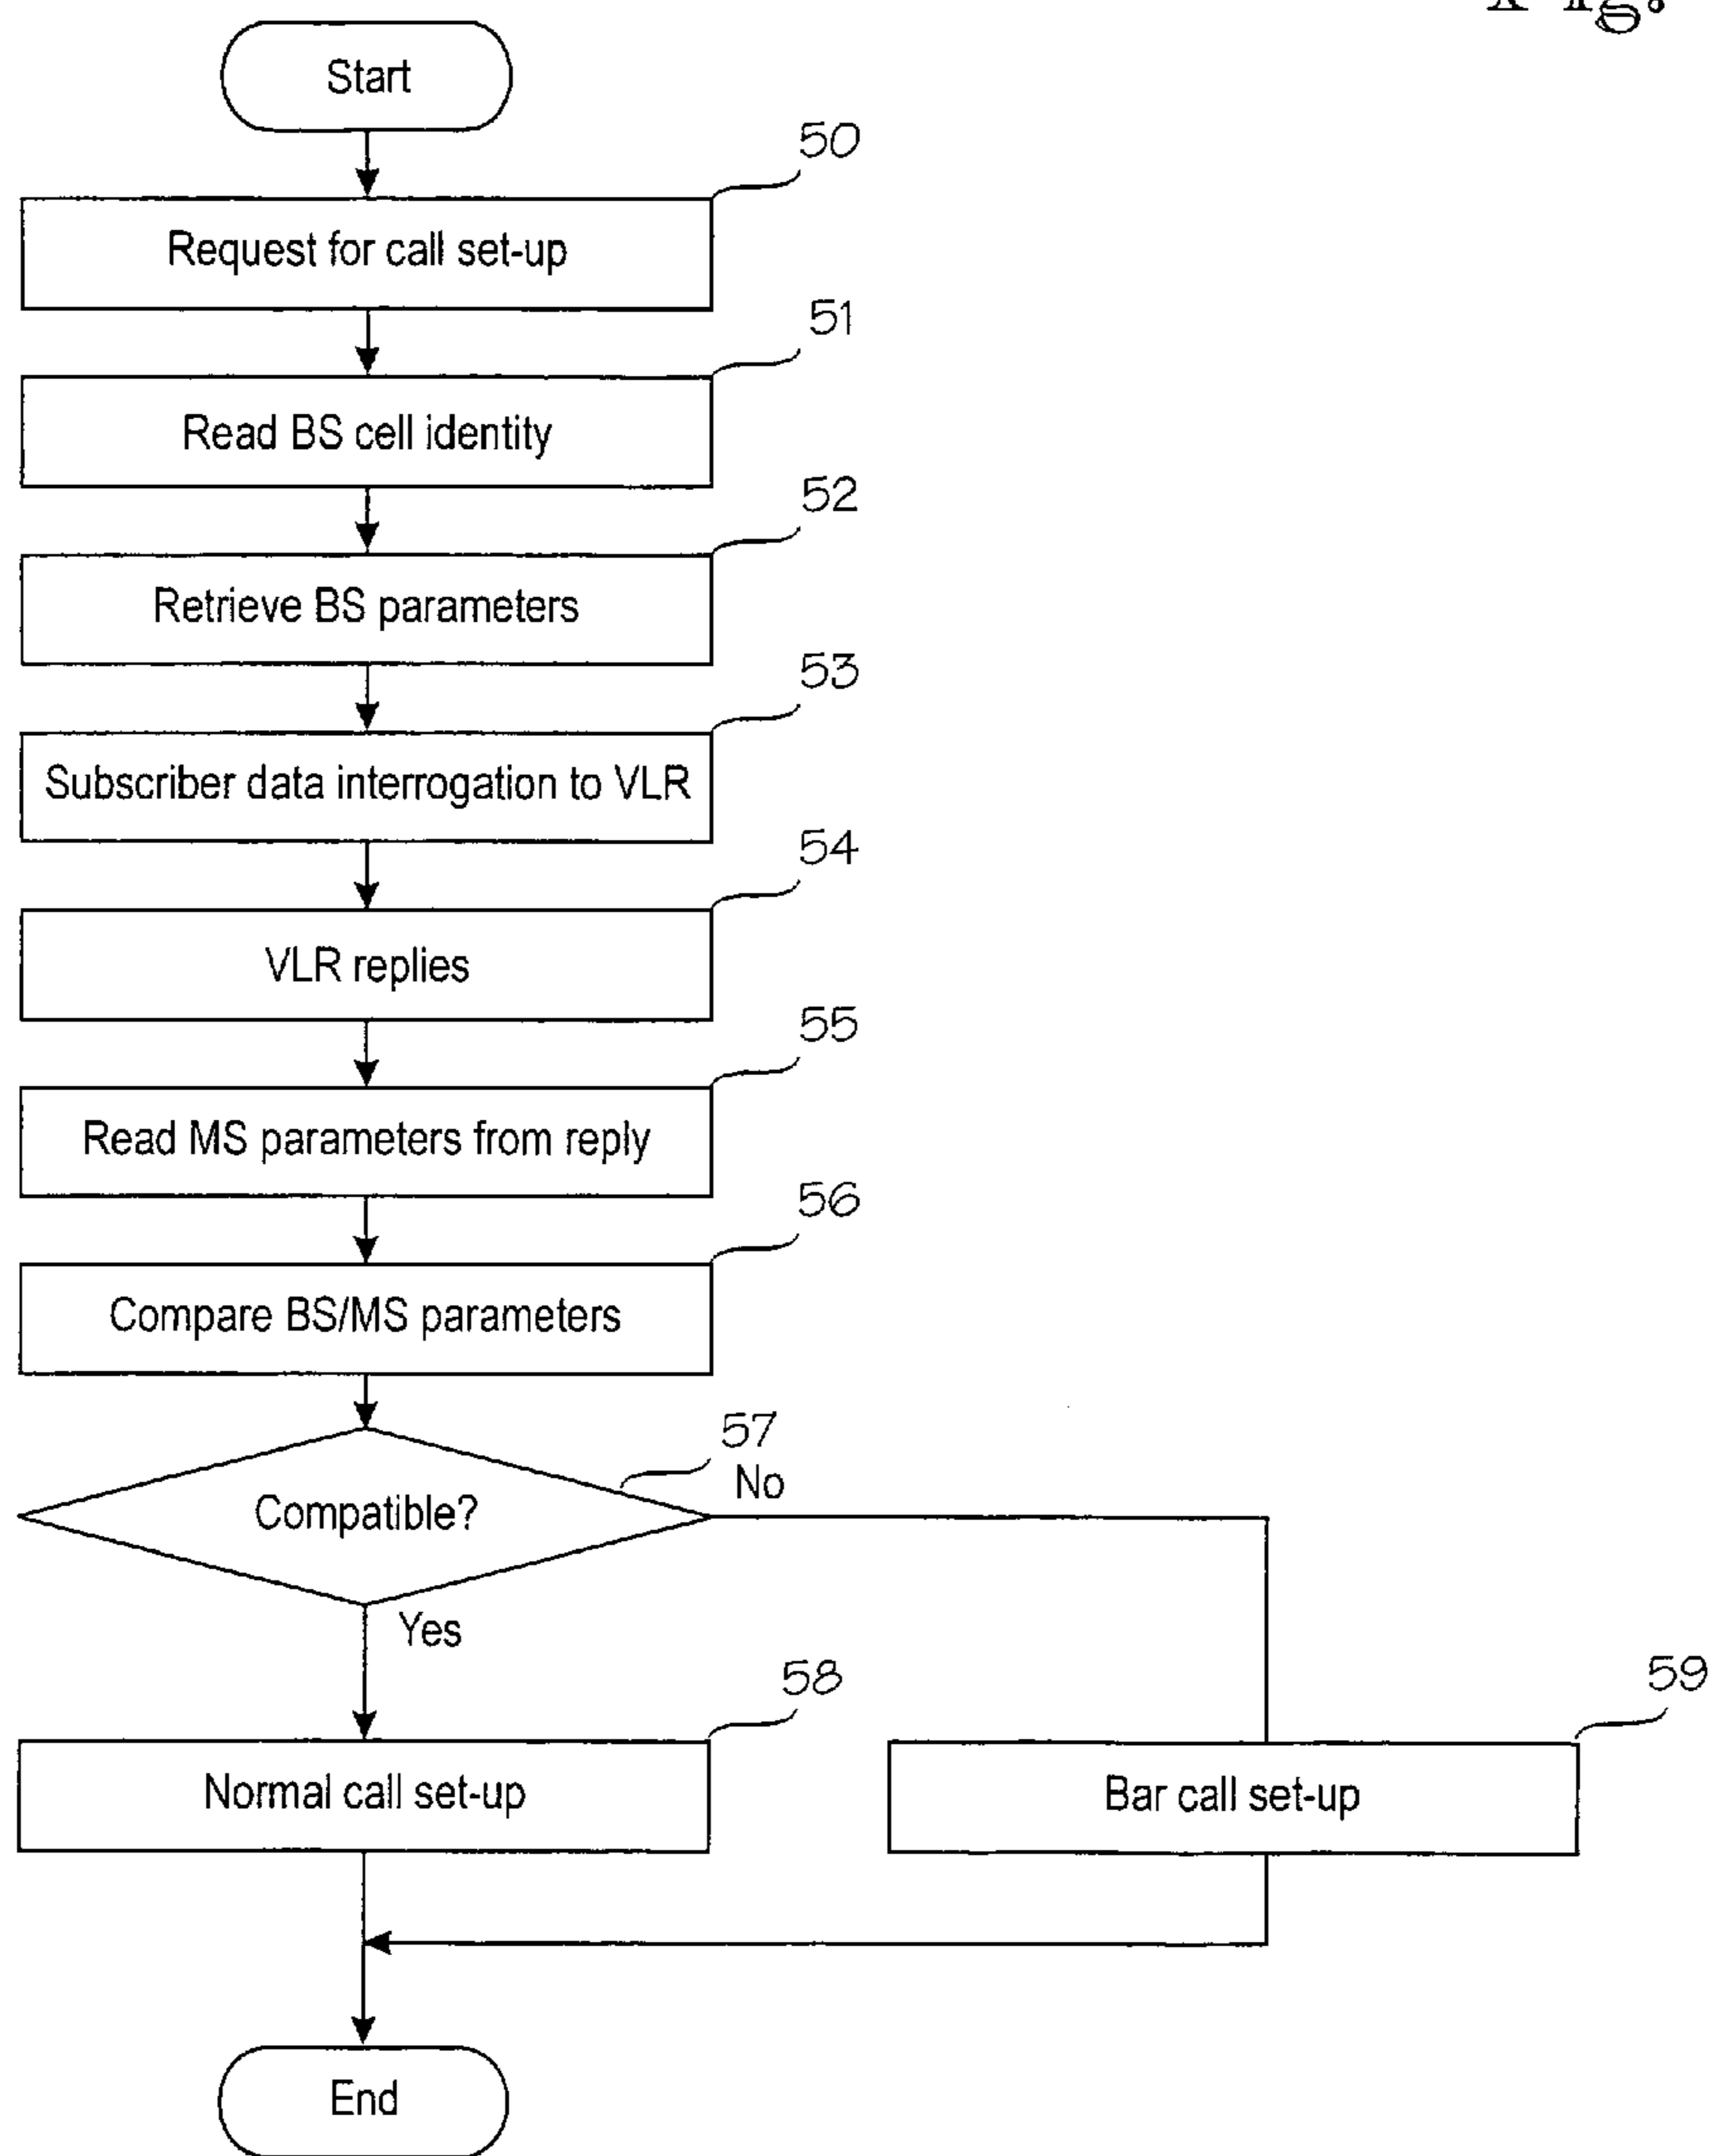 Fig.
Start
50
Request for call set-up
51
Read BS cell identity
52
Retrieve BS parameters
53
Subscriber data interrogation to VLR
54
VLR replies
55
Read MS parameters from reply
56
Compare BS/MS parameters
57
No
Compatible?
Yes
58
59
Normal call set-up
Bar call set-up
End